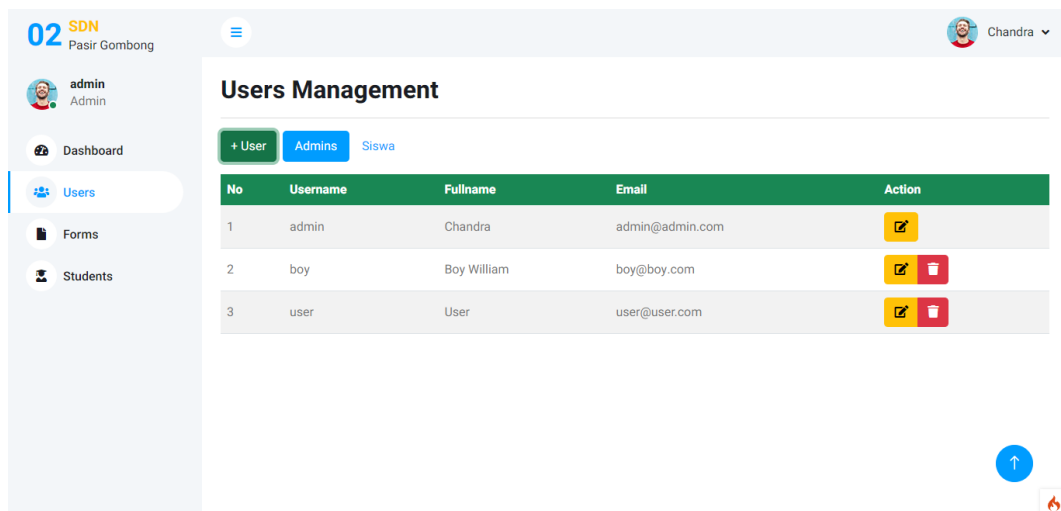 02 SDN
Pasir Gombong
Chandra
admin
Admin
Dashboard
Users
Forms
Students
Users Management
+ User Admins Siswa
No Username Fullname Email Action
1 admin Chandra admin@admin.com
2 boy Boy William boy@boy.com
3 user User user@user.com